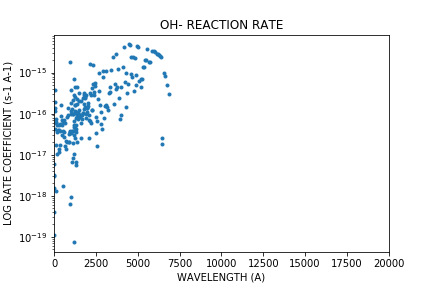 OH- REACTION RATE
LOG RATE COEFFICIENT (s-1 A-1)
10⁻¹⁵
10⁻¹⁶
10⁻¹⁷
10⁻¹⁸
10⁻¹⁹
0 2500 5000 7500 10000 12500 15000 17500 20000
WAVELENGTH (A)